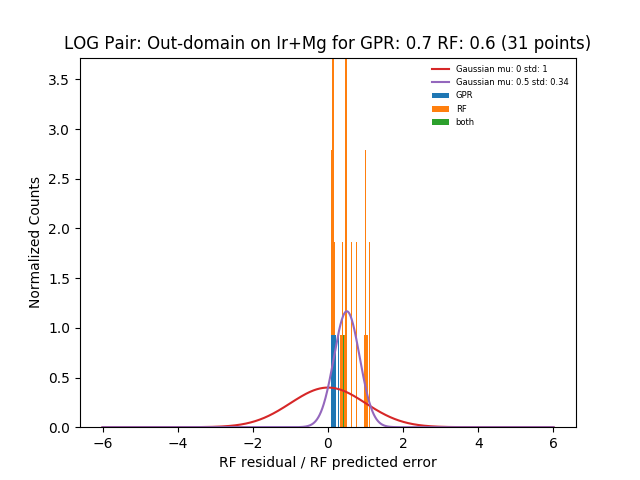 LOG Pair: Out-domain on Ir+Mg for GPR: 0.7 RF: 0.6 (31 points)
Gaussian mu: 0 std: 1
Gaussian mu: 0.5 std: 0.34
GPR
RF
both
3.5
3.0
2.5
2.0
1.5
1.0
0.5
0.0
Normalized Counts
−6
−4
−2
0
2
4
6
RF residual / RF predicted error